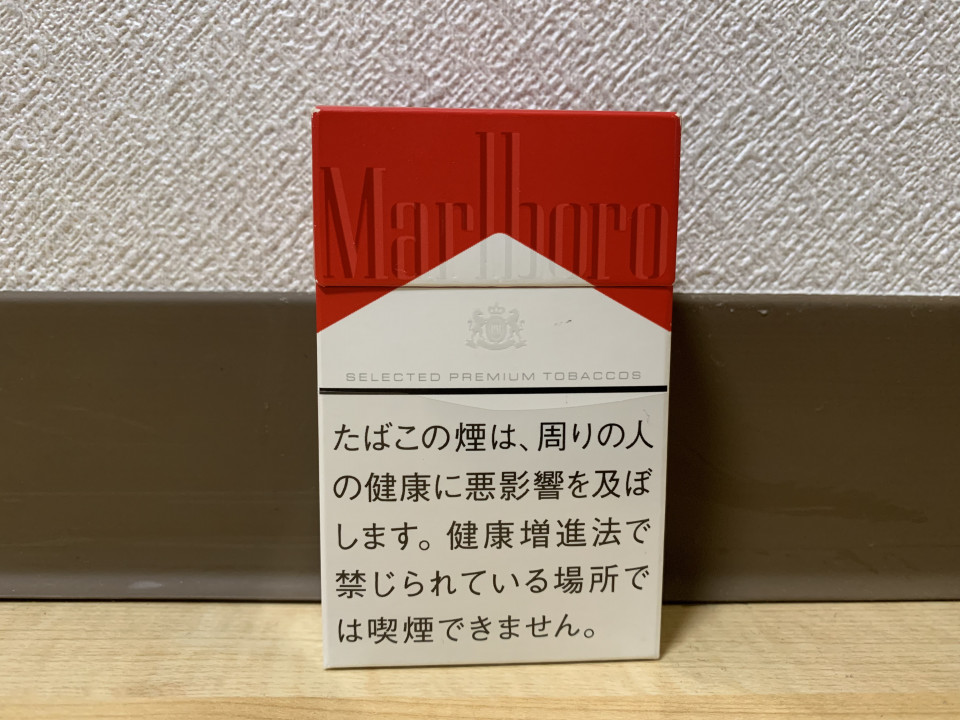 Marlboro
SELECTED PREMIUM TOBACCOS
たばこの煙は、周りの人
の健康に悪影響を及ぼ
します。健康増進法で
禁じられている場所で
は喫煙できません。